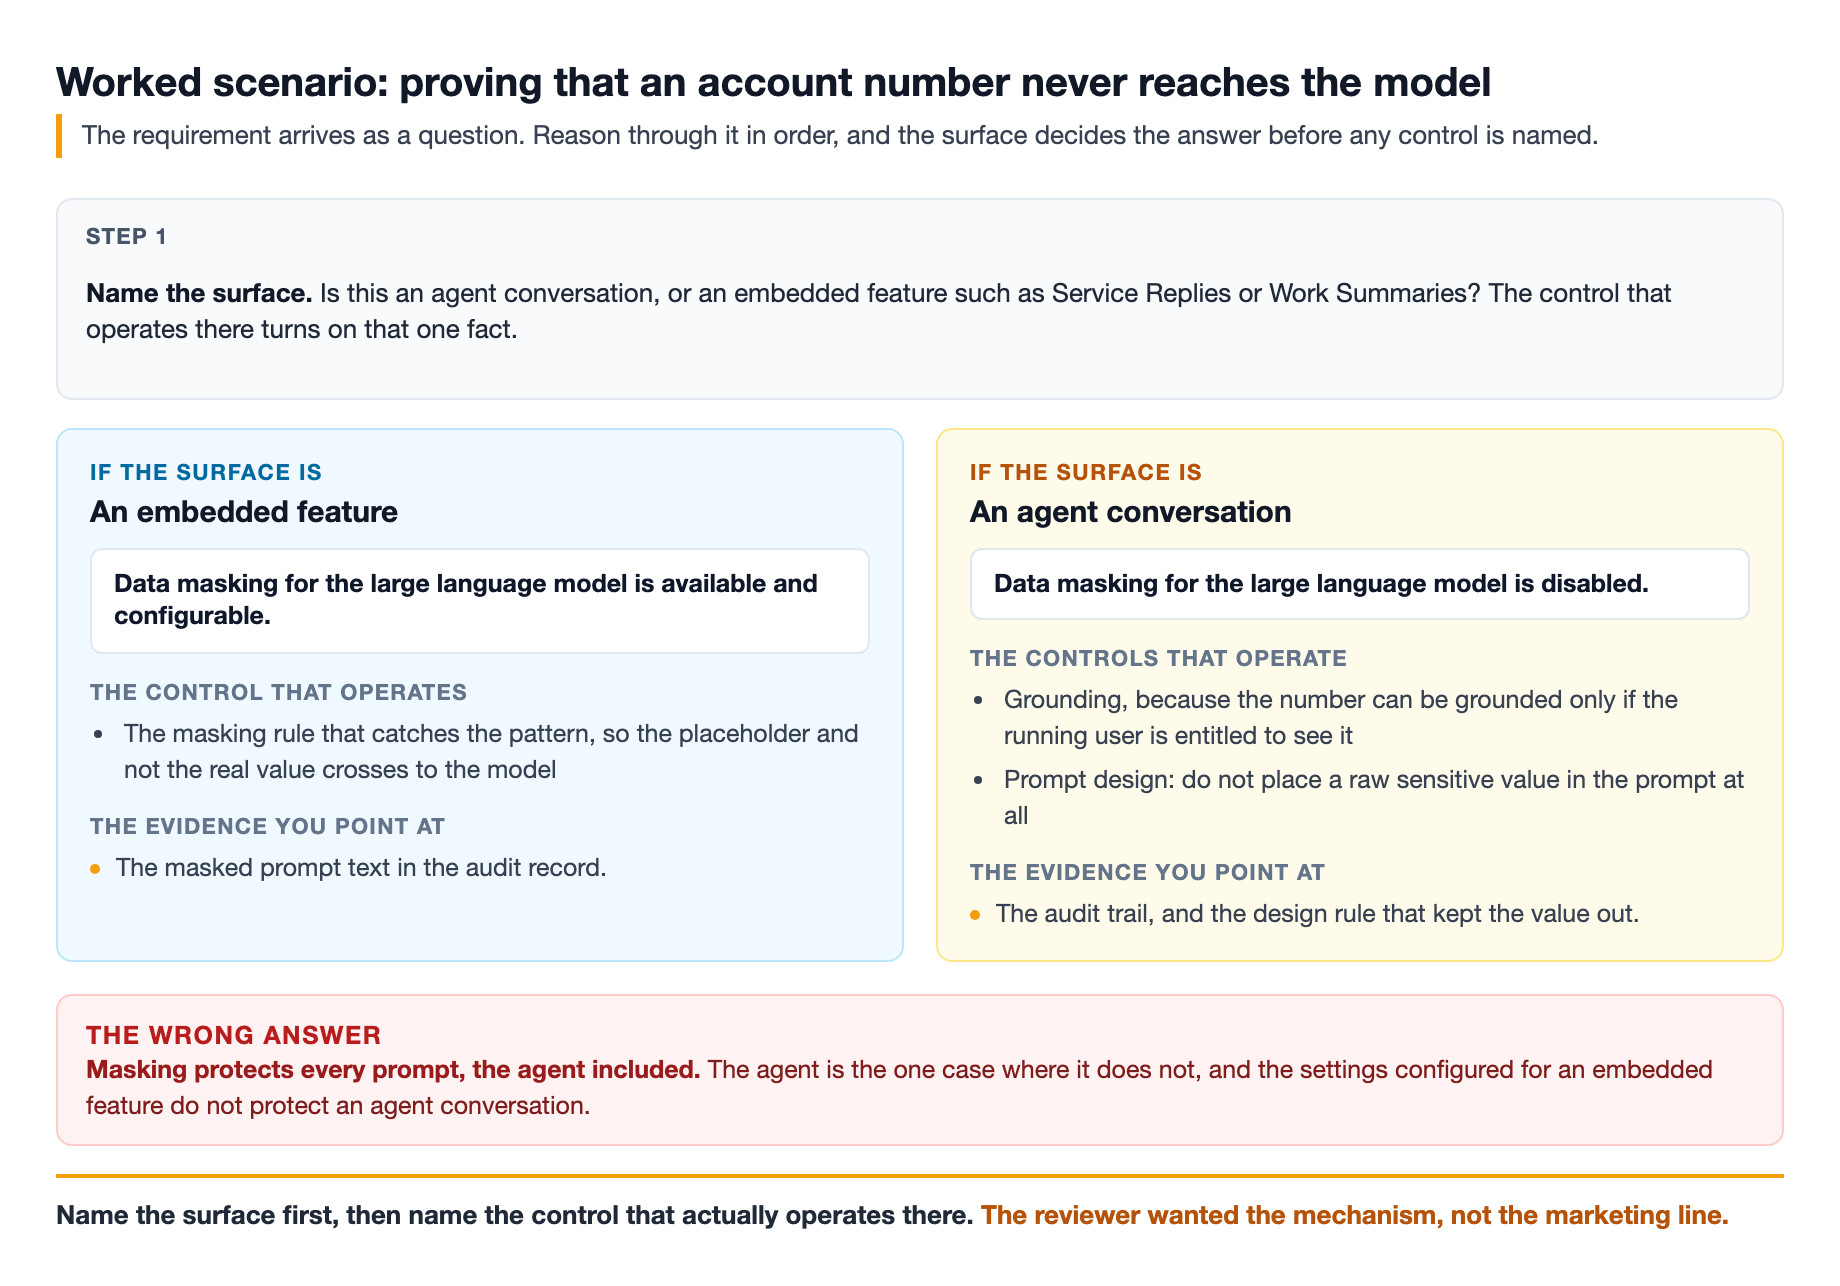 Worked scenario: proving that an account number never reaches the model
The requirement arrives as a question. Reason through it in order, and the surface decides the answer before any control is named.
STEP 1
Name the surface. Is this an agent conversation, or an embedded feature such as Service Replies or Work Summaries? The control that
operates there turns on that one fact.
IF THE SURFACE IS
An embedded feature
Data masking for the large language model is available and
configurable.
THE CONTROL THAT OPERATES
• The masking rule that catches the pattern, so the placeholder and
not the real value crosses to the model
THE EVIDENCE YOU POINT AT
• The masked prompt text in the audit record.
IF THE SURFACE IS
An agent conversation
Data masking for the large language model is disabled.
THE CONTROLS THAT OPERATE
• Grounding, because the number can be grounded only if the
running user is entitled to see it
• Prompt design: do not place a raw sensitive value in the prompt at
all
THE EVIDENCE YOU POINT AT
• The audit trail, and the design rule that kept the value out.
THE WRONG ANSWER
Masking protects every prompt, the agent included. The agent is the one case where it does not, and the settings configured for an embedded
feature do not protect an agent conversation.
Name the surface first, then name the control that actually operates there. The reviewer wanted the mechanism, not the marketing line.